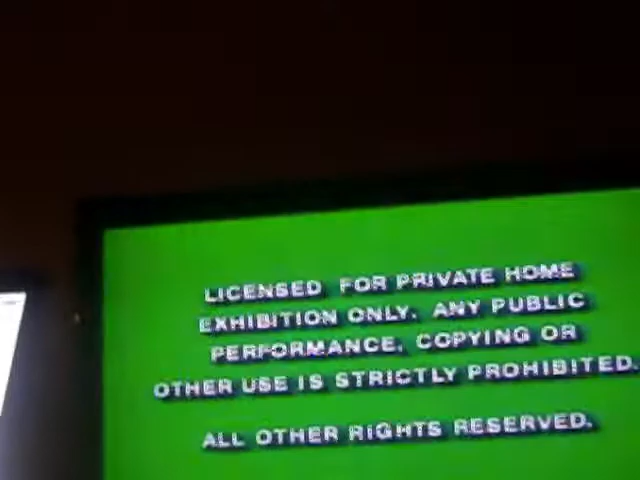 LICENSED FOR PRIVATE HOME
EXHIBITION ONLY. ANY PUBLIC
PERFORMANCE, COPYING OR
OTHER USE IS STRICTLY PROHIBITED.
ALL OTHER RIGHTS RESERVED.